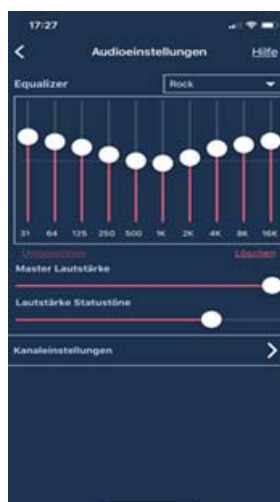 17:27
Audioeinstellungen Hilfe
Equalizer Rock
31 64 125 250 500 1K 2K 4K 8K 16K
Umbenennen Löschen
Master Lautstärke
Lautstärke Statustöne
Kanaleinstellungen